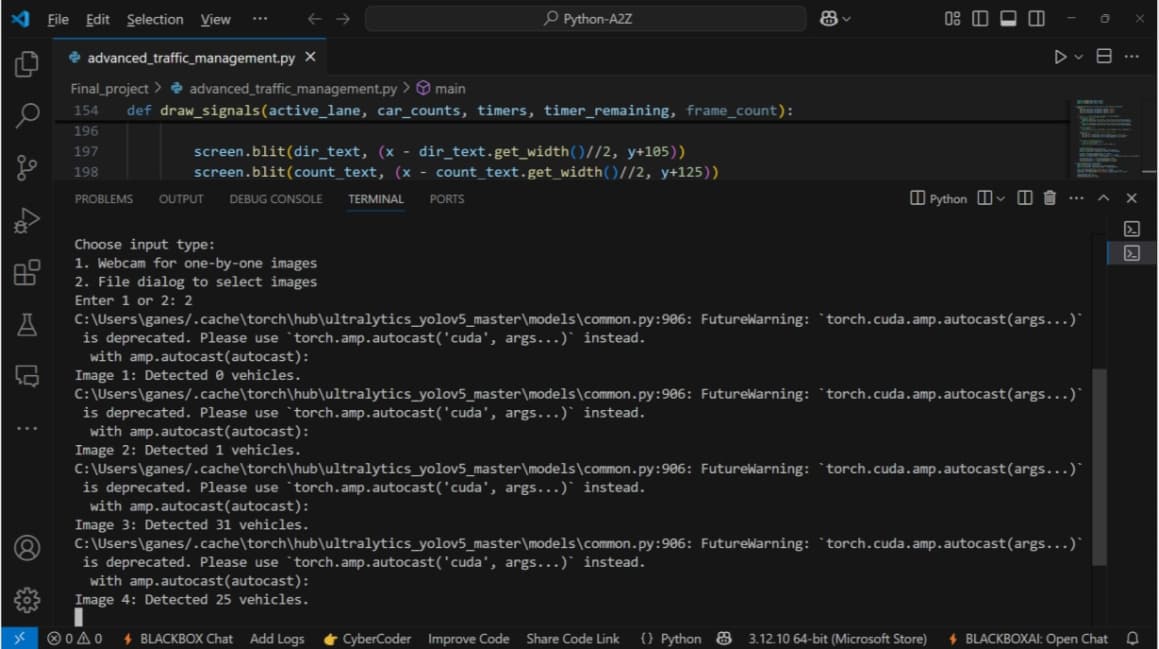 File Edit Selection View ··· Python-A2Z
advanced_traffic_management.py
Final_project > advanced_traffic_management.py > main
154 def draw_signals(active_lane, car_counts, timers, timer_remaining, frame_count):
196
197 screen.blit(dir_text, (x - dir_text.get_width()//2, y+105))
198 screen.blit(count_text, (x - count_text.get_width()//2, y+125))
PROBLEMS OUTPUT DEBUG CONSOLE TERMINAL PORTS Python
Choose input type:
1. Webcam for one-by-one images
2. File dialog to select images
Enter 1 or 2: 2
C:\Users\ganes/.cache\torch\hub\ultralytics_yolov5_master\models\common.py:906: FutureWarning: `torch.cuda.amp.autocast(args...)`
is deprecated. Please use `torch.amp.autocast('cuda', args...)` instead.
with amp.autocast(autocast):
Image 1: Detected 0 vehicles.
C:\Users\ganes/.cache\torch\hub\ultralytics_yolov5_master\models\common.py:906: FutureWarning: `torch.cuda.amp.autocast(args...)`
is deprecated. Please use `torch.amp.autocast('cuda', args...)` instead.
with amp.autocast(autocast):
Image 2: Detected 1 vehicles.
C:\Users\ganes/.cache\torch\hub\ultralytics_yolov5_master\models\common.py:906: FutureWarning: `torch.cuda.amp.autocast(args...)`
is deprecated. Please use `torch.amp.autocast('cuda', args...)` instead.
with amp.autocast(autocast):
Image 3: Detected 31 vehicles.
C:\Users\ganes/.cache\torch\hub\ultralytics_yolov5_master\models\common.py:906: FutureWarning: `torch.cuda.amp.autocast(args...)`
is deprecated. Please use `torch.amp.autocast('cuda', args...)` instead.
with amp.autocast(autocast):
Image 4: Detected 25 vehicles.
0 0 BLACKBOX Chat Add Logs CyberCoder Improve Code Share Code Link {} Python 3.12.10 64-bit (Microsoft Store) BLACKBOXAI: Open Chat